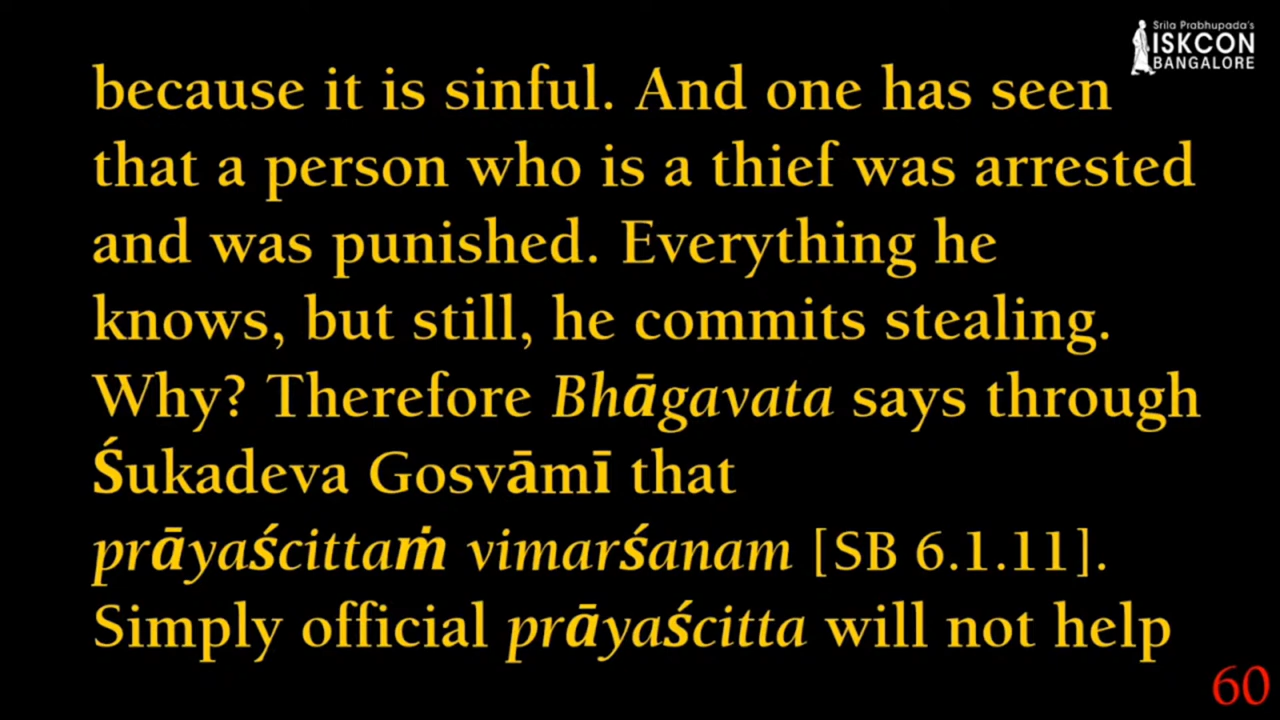 Srila Prabhupada's
ISKCON
BANGALORE
because it is sinful. And one has seen
that a person who is a thief was arrested
and was punished. Everything he
knows, but still, he commits stealing.
Why? Therefore Bhāgavata says through
Śukadeva Gosvāmī that
prāyaścittaṁ vimarśanam [SB 6.1.11].
Simply official prāyaścitta will not help
60